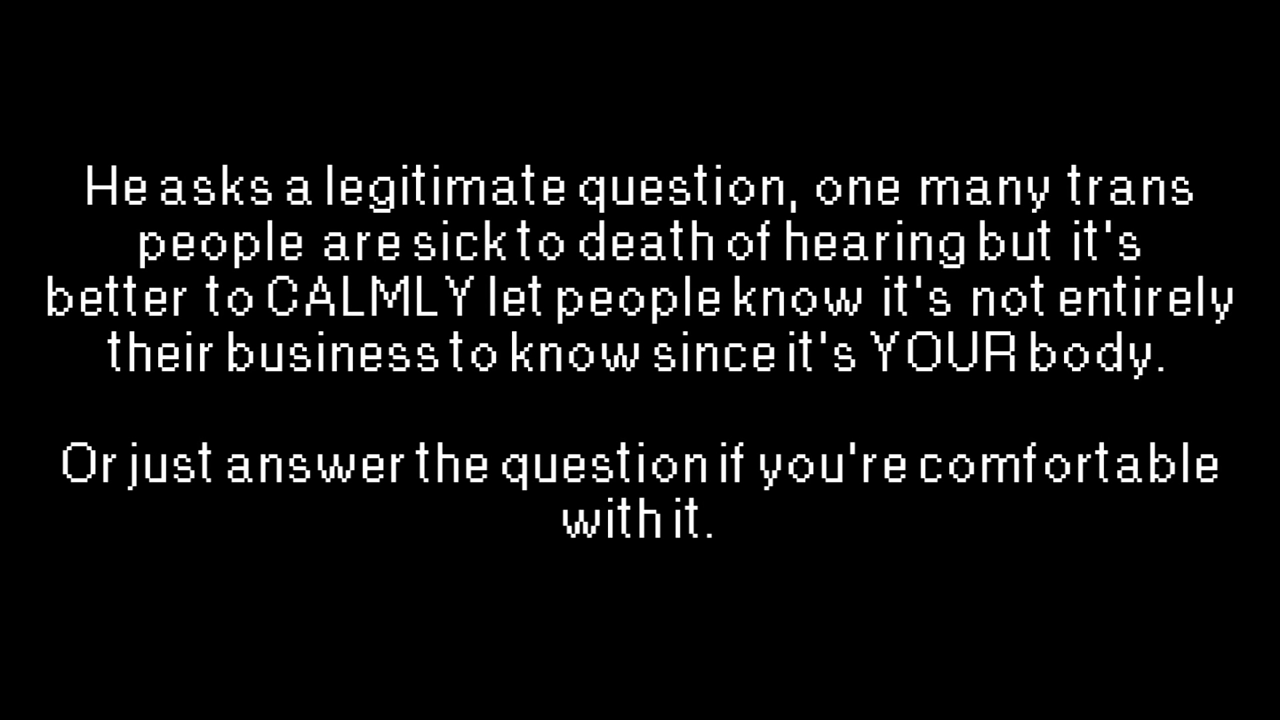 He asks a legitimate question, one many trans
people are sick to death of hearing but it's
better to CALMLY let people know it's not entirely
their business to know since it's YOUR body.
Or just answer the question if you're comfortable
with it.